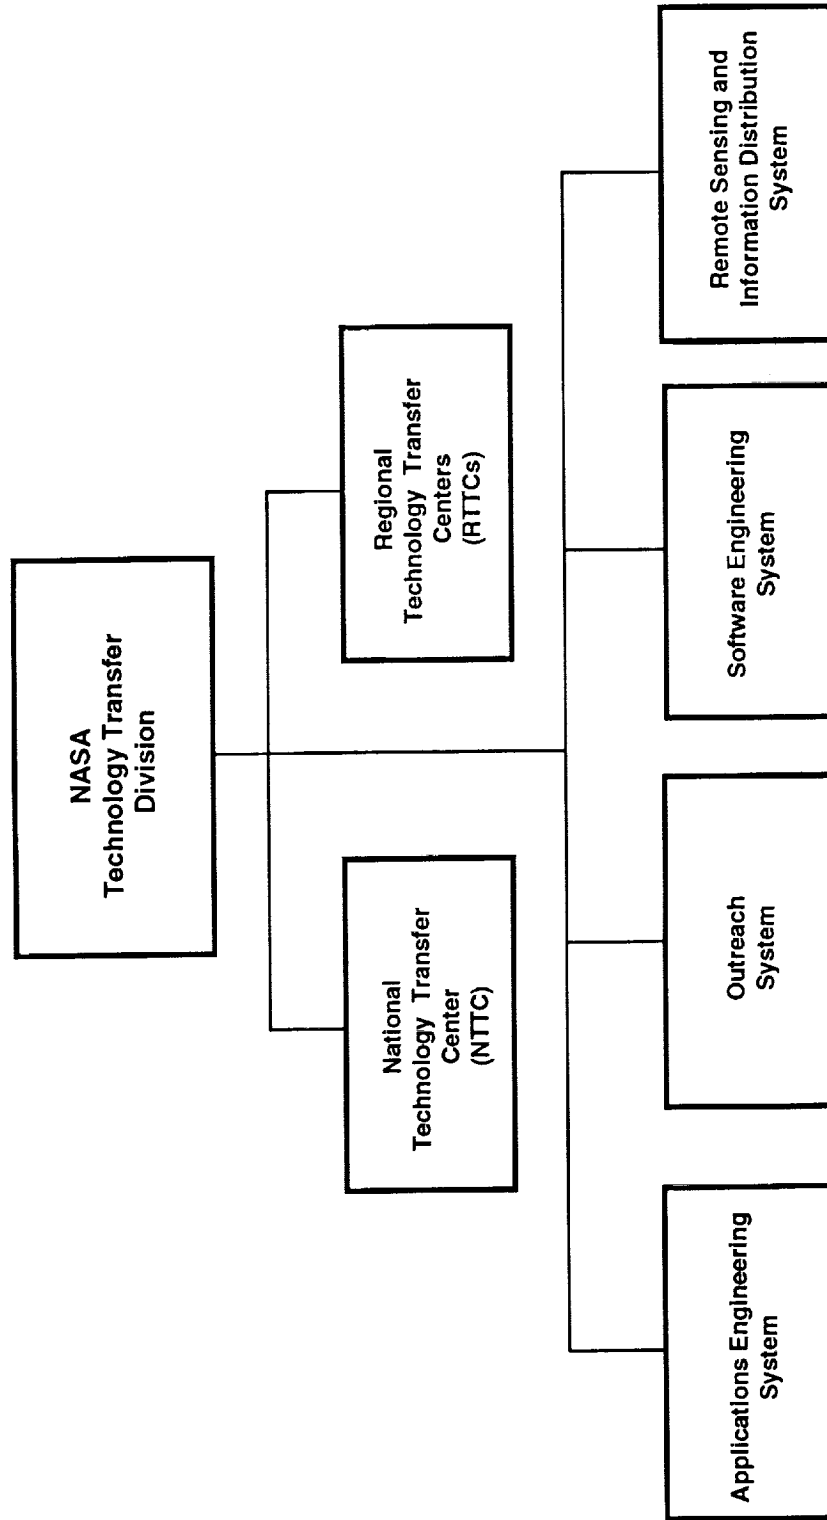 NASA
Technology Transfer
Division
National
Technology Transfer
Center
(NTTC)
Regional
Technology Transfer
Centers
(RTTCs)
Applications Engineering
System
Outreach
System
Software Engineering
System
Remote Sensing and
Information Distribution
System